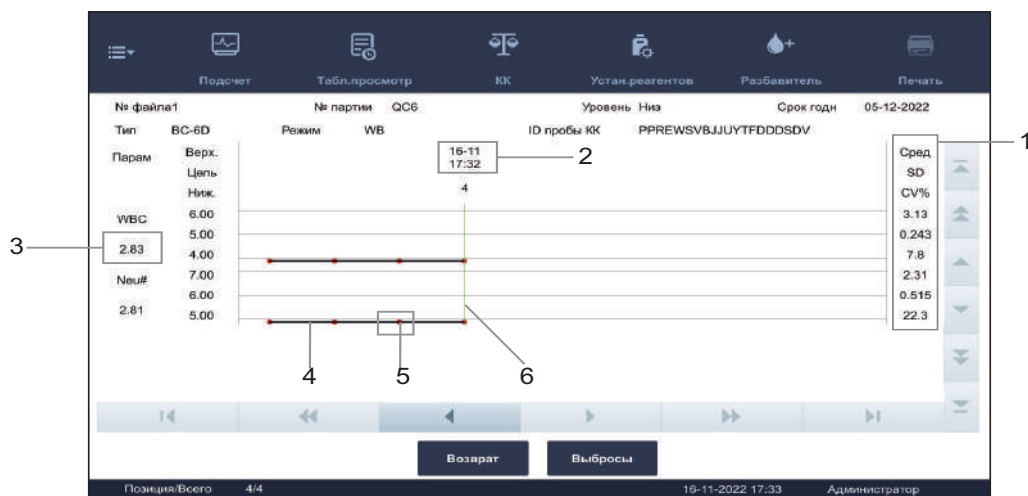 Подсчет Табл.просмотр КК Устан.реагентов Разбавитель Печать
№ файла1 № партии QC6 Уровень Низ Срок годн 05-12-2022
Тип BC-6D Режим WB ID пробы КК PPREWSVBJJUYTFDDDSDV
Парам Верх. 16-11 Сред 1
Цель 17:32 2 SD
Ниж. 4 CV%
WBC 6.00 3.13
5.00 0.243
3 2.83 4.00 7.8
Neu# 7.00 2.31
6.00 0.515
2.81 5.00 22.3
4 5 6
Возврат Выбросы
Позиция/Всего 4/4 16-11-2022 17:33 Администратор